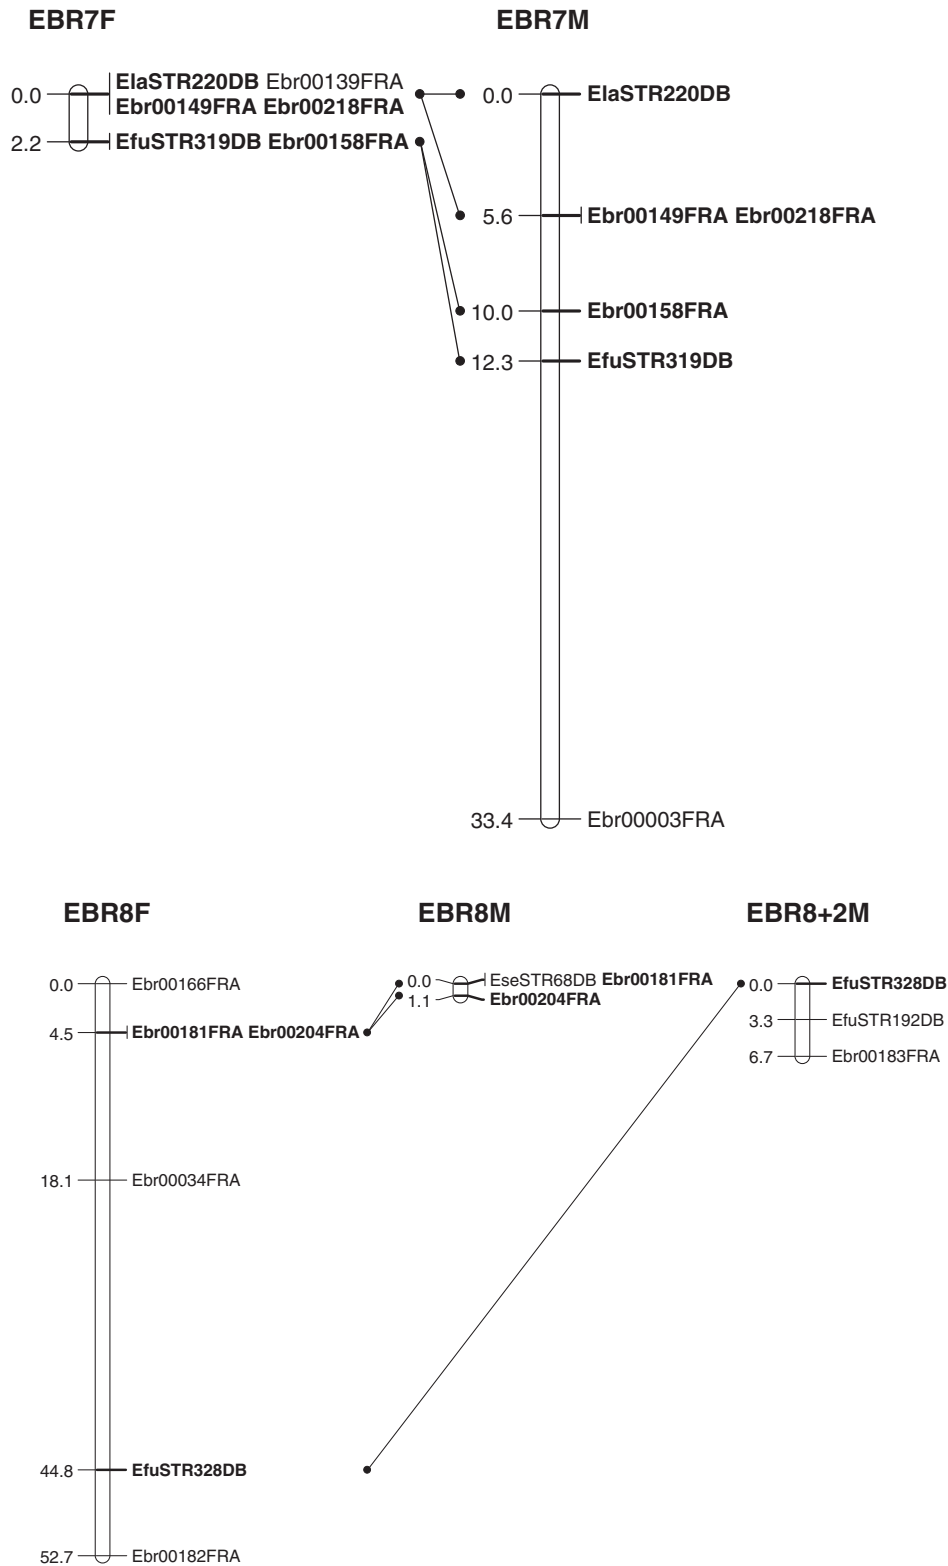 EBR7F EBR7M
0.0 ElaSTR220DB Ebr00139FRA
Ebr00149FRA Ebr00218FRA
2.2 EfuSTR319DB Ebr00158FRA
0.0 ElaSTR220DB
5.6 Ebr00149FRA Ebr00218FRA
10.0 Ebr00158FRA
12.3 EfuSTR319DB
33.4 Ebr00003FRA
EBR8F EBR8M EBR8+2M
0.0 Ebr00166FRA
4.5 Ebr00181FRA Ebr00204FRA
18.1 Ebr00034FRA
44.8 EfuSTR328DB
52.7 Ebr00182FRA
0.0 EseSTR68DB Ebr00181FRA
1.1 Ebr00204FRA
0.0 EfuSTR328DB
3.3 EfuSTR192DB
6.7 Ebr00183FRA